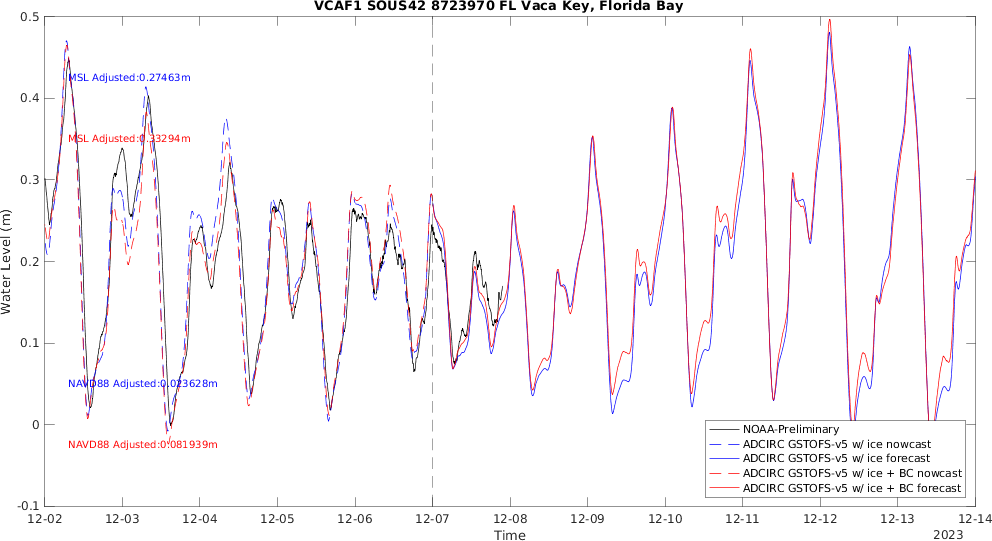 VCAF1 SOUS42 8723970 FL Vaca Key, Florida Bay
0.5
0.4
0.3
0.2
0.1
0
-0.1
Water Level (m)
MSL Adjusted:0.27463m
MSL Adjusted:0.33294m
NAVD88 Adjusted:0.023628m
NAVD88 Adjusted:0.081939m
NOAA-Preliminary
ADCIRC GSTOFS-v5 w/ ice nowcast
ADCIRC GSTOFS-v5 w/ ice forecast
ADCIRC GSTOFS-v5 w/ ice + BC nowcast
ADCIRC GSTOFS-v5 w/ ice + BC forecast
12-02 12-03 12-04 12-05 12-06 12-07 12-08 12-09 12-10 12-11 12-12 12-13 12-14
Time
2023